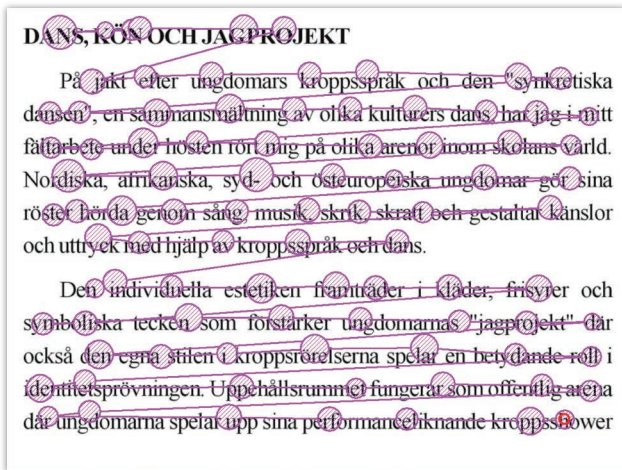 DANS, KÖN OCH JAGPROJEKT
På jakt efter ungdomars kroppsspråk och den "synkretiska
dansen", en sammansmältning av olika kulturers dans, har jag i mitt
fältarbete under hösten rört mig på olika arenor inom skolans värld.
Nordiska, afrikanska, syd- och östeuropeiska ungdomar gör sina
röster hörda genom sång, musik, skrik, skratt och gestaltar känslor
och uttryck med hjälp av kroppsspråk och dans.
Den individuella estetiken framträder i kläder, frisyrer och
symboliska tecken som förstärker ungdomarnas "jagprojekt" där
också den egna stilen i kroppsrörelserna spelar en betydande roll i
identitetsprövningen. Uppehållsrummet fungerar som offentlig arena
där ungdomarna spelar upp sina performanceliknande kroppsshower